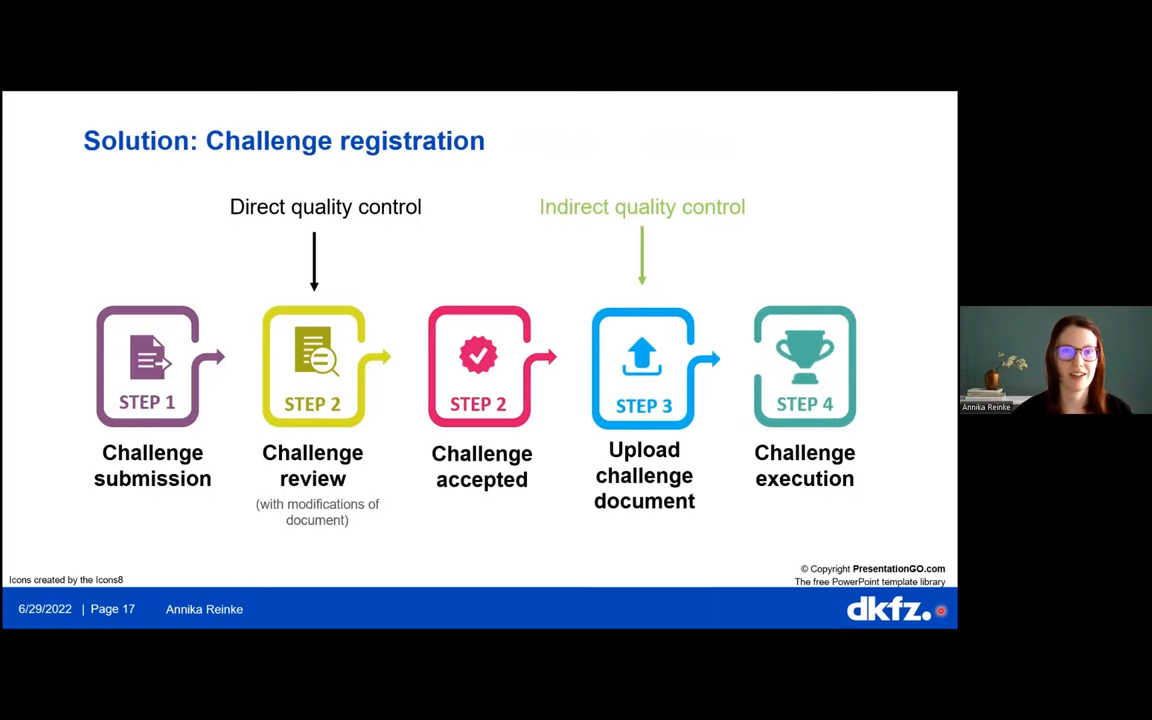 Solution: Challenge registration
Direct quality control
Indirect quality control
STEP 1
STEP 2
STEP 2
STEP 3
STEP 4
Challenge
submission
Challenge
review
(with modifications of
document)
Challenge
accepted
Upload
challenge
document
Challenge
execution
Icons created by the Icons8
© Copyright PresentationGO.com
The free PowerPoint template library
6/29/2022 | Page 17 Annika Reinke
dkfz.
Annika Reinke